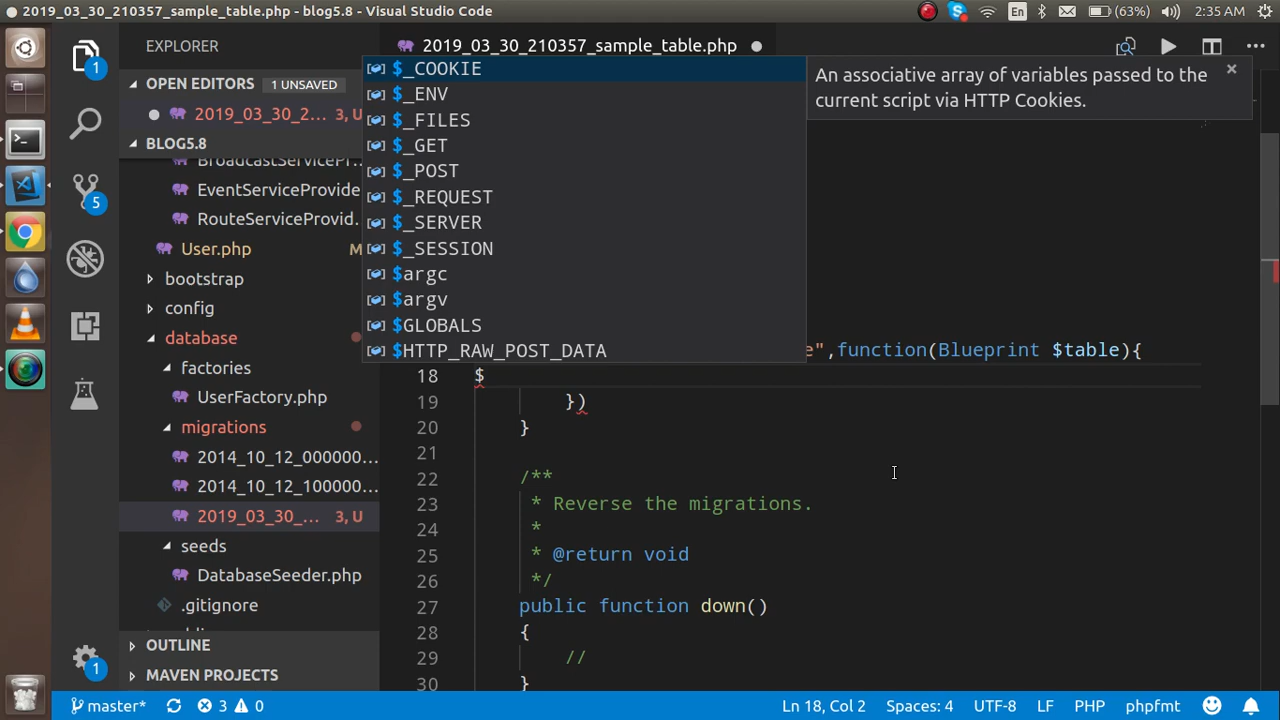 2019_03_30_210357_sample_table.php - blog5.8 - Visual Studio Code
En
(63%)
2:35 AM
EXPLORER
OPEN EDITORS 1 UNSAVED
2019_03_30_2... 3, U
BLOG5.8
BroadcastServiceP...
EventServiceProvide
RouteServiceProvid.
User.php M
bootstrap
config
database
factories
UserFactory.php
migrations
2014_10_12_000000...
2014_10_12_100000...
2019_03_30_... 3, U
seeds
DatabaseSeeder.php
.gitignore
OUTLINE
MAVEN PROJECTS
1
5
1
2019_03_30_210357_sample_table.php
$_COOKIE
$_ENV
$_FILES
$_GET
$_POST
$_REQUEST
$_SERVER
$_SESSION
$argc
$argv
$GLOBALS
$HTTP_RAW_POST_DATA
An associative array of variables passed to the
current script via HTTP Cookies.
e",function(Blueprint $table){
18 $
19 })
20 }
21
22 /**
23 * Reverse the migrations.
24 *
25 * @return void
26 */
27 public function down()
28 {
29 //
30 }
master* 3 0
Ln 18, Col 2 Spaces: 4 UTF-8 LF PHP phpfmt